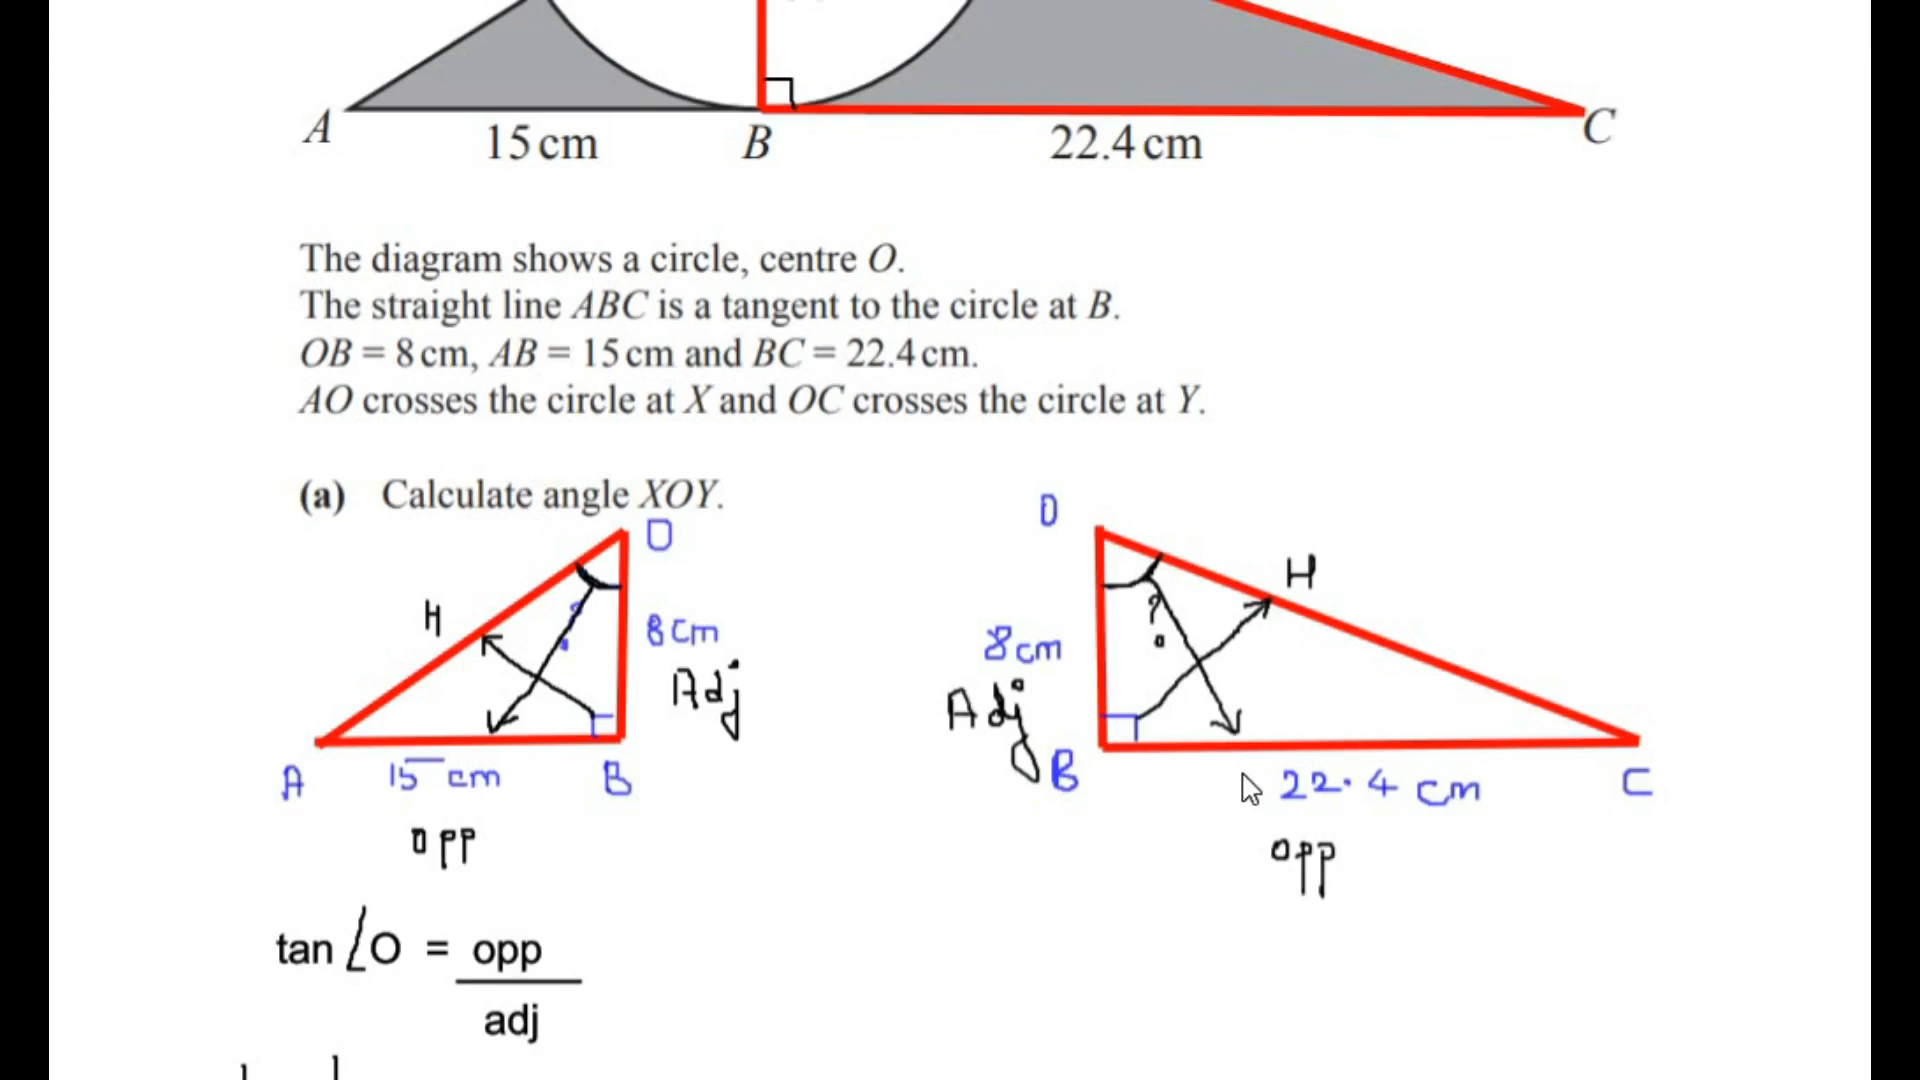 A 15 cm B 22.4 cm C
The diagram shows a circle, centre O.
The straight line ABC is a tangent to the circle at B.
OB = 8 cm, AB = 15 cm and BC = 22.4 cm.
AO crosses the circle at X and OC crosses the circle at Y.
(a) Calculate angle XOY.
O
H
?
8 cm
Adj
A 15 cm B
opp
O
H
?
8 cm
Adj
B 22.4 cm C
opp
tan ∠O = opp
adj